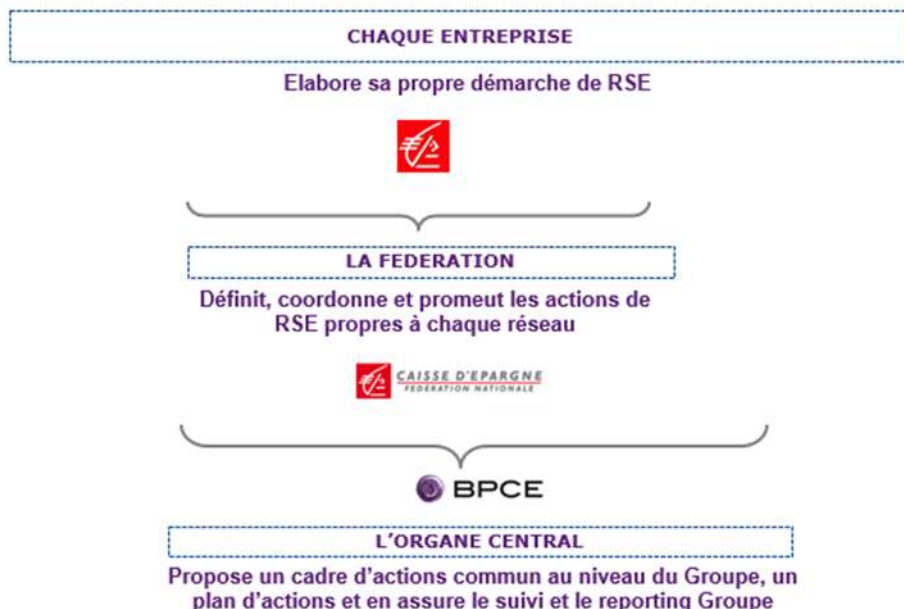 CHAQUE ENTREPRISE
Elabore sa propre démarche de RSE
LA FEDERATION
Définit, coordonne et promeut les actions de
RSE propres à chaque réseau
CAISSE D'EPARGNE
FEDERATION NATIONALE
BPCE
L'ORGANE CENTRAL
Propose un cadre d'actions commun au niveau du Groupe, un
plan d'actions et en assure le suivi et le reporting Groupe